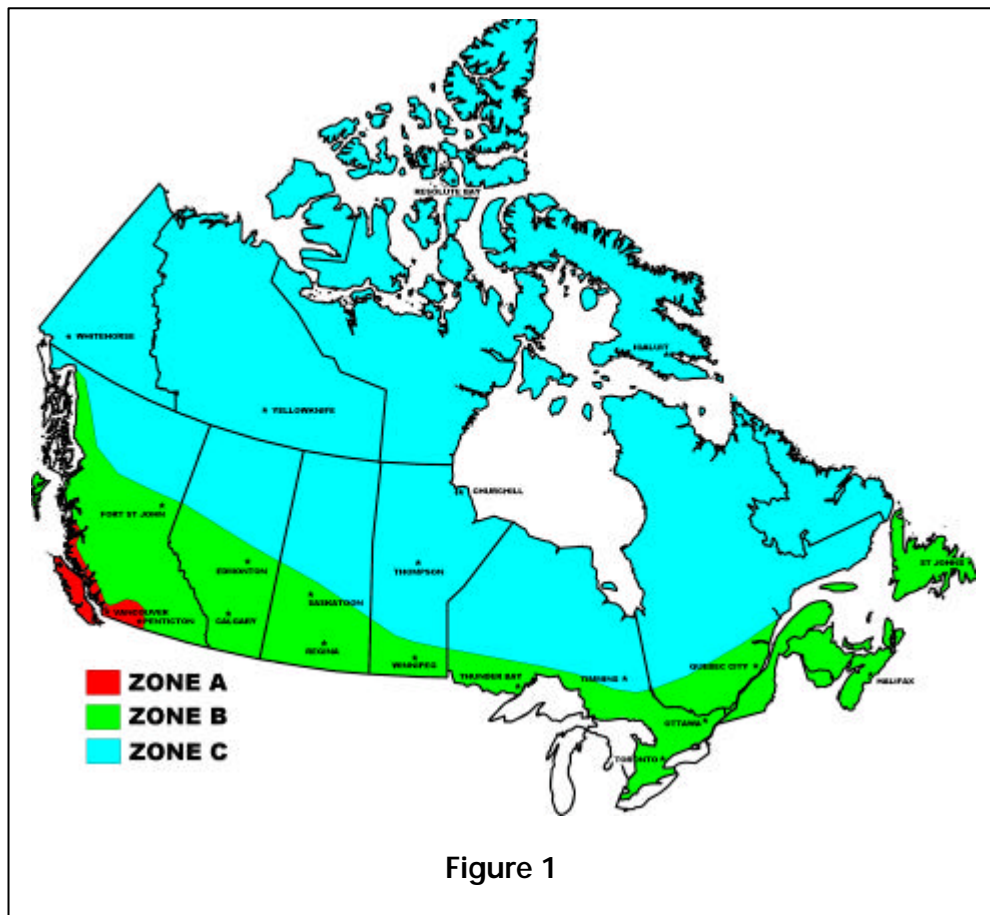 RESOLUTE BAY
WHITEHORSE
IQALUIT
YELLOWKNIFE
CHURCHILL
FORT ST JOHN
ST JOHNS
EDMONTON
THOMPSON
SASKATOON
VANCOUVER
PENTICTON
CALGARY
REGINA
WINNIPEG
QUEBEC CITY
THUNDER BAY
TIMMINS
HALIFAX
OTTAWA
TORONTO
ZONE A
ZONE B
ZONE C
Figure 1